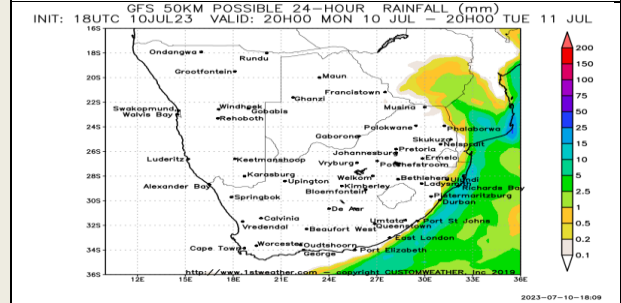 GFS 50KM POSSIBLE 24-HOUR RAINFALL (mm)
INIT: 18UTC 10JUL23 VALID: 20H00 MON 10 JUL - 20H00 TUE 11 JUL
16S
18S
20S
22S
24S
26S
28S
30S
32S
34S
36S
Ondangwa
Rundu
Grootfontein
Maun
Francistown
Ghanzi
Musina
Windhoek
Gobabis
Swakopmund
Walvis Bay
Rehoboth
Polokwane
Phalaborwa
Gaborone
Skukuza
Nelspruit
Johannesburg
Pretoria
Luderitz
Keetmanshoop
Vryburg
Potchefstroom
Ermelo
Karasburg
Upington
Welkom
Bethlehem
Ulundi
Alexander Bay
Kimberley
Ladysmith
Richards Bay
Springbok
Bloemfontein
Pietermaritzburg
Durban
De Aar
Calvinia
Vredendal
Umtata
Port St Johns
Beaufort West
Queenstown
East London
Cape Town
Worcester
Oudtshoorn
George
Port Elizabeth
http://www.1stweather.com - copyright CUSTOMWEATHER, Inc 2019
12E 15E 18E 21E 24E 27E 30E 33E 36E
200
150
100
75
50
25
15
10
5
2.5
1
0.5
0.2
0.1
2023-07-10-18:09